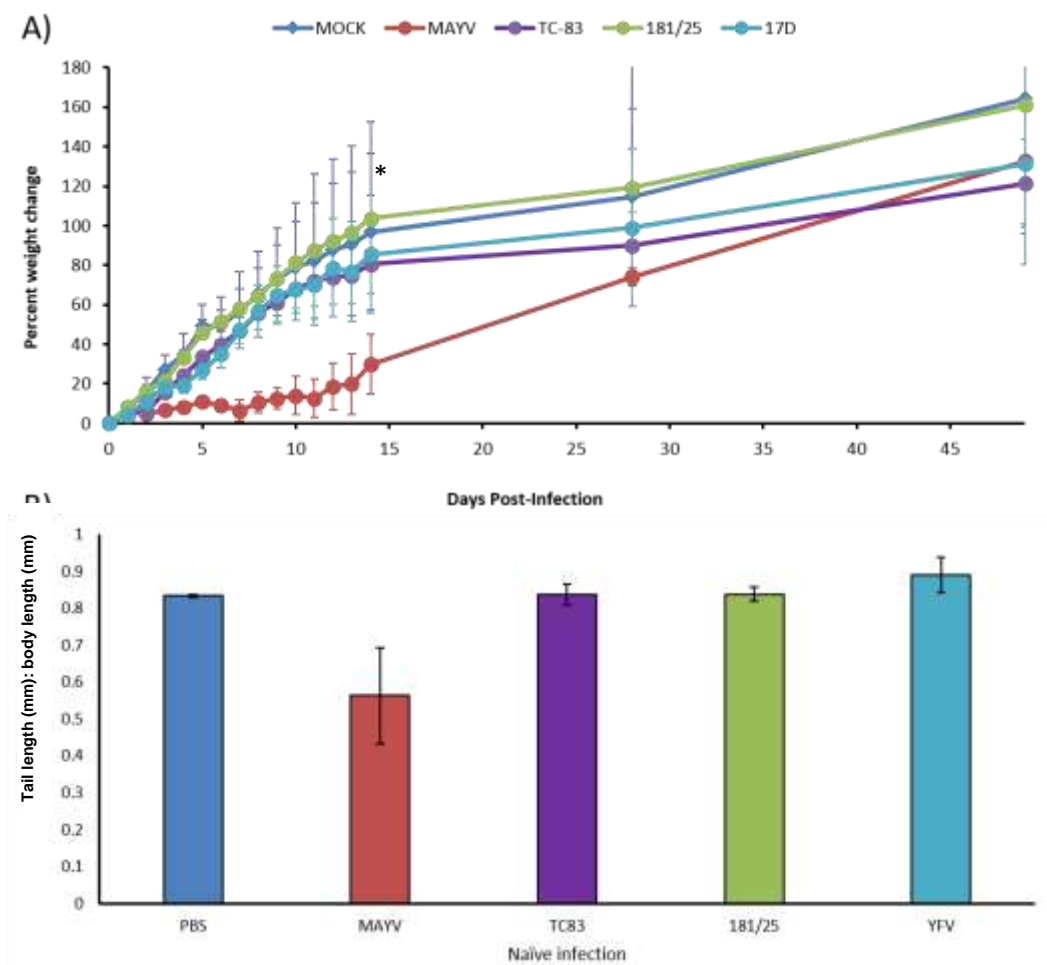 A)
MOCK MAYV TC-83 181/25 17D
Percent weight change
180
160
140
120
100
80
60
40
20
0
*
0 5 10 15 20 25 30 35 40 45
Days Post-Infection
B)
Tail length (mm): body length (mm)
1
0.9
0.8
0.7
0.6
0.5
0.4
0.3
0.2
0.1
0
PBS MAYV TC83 181/25 YFV
Naïve infection